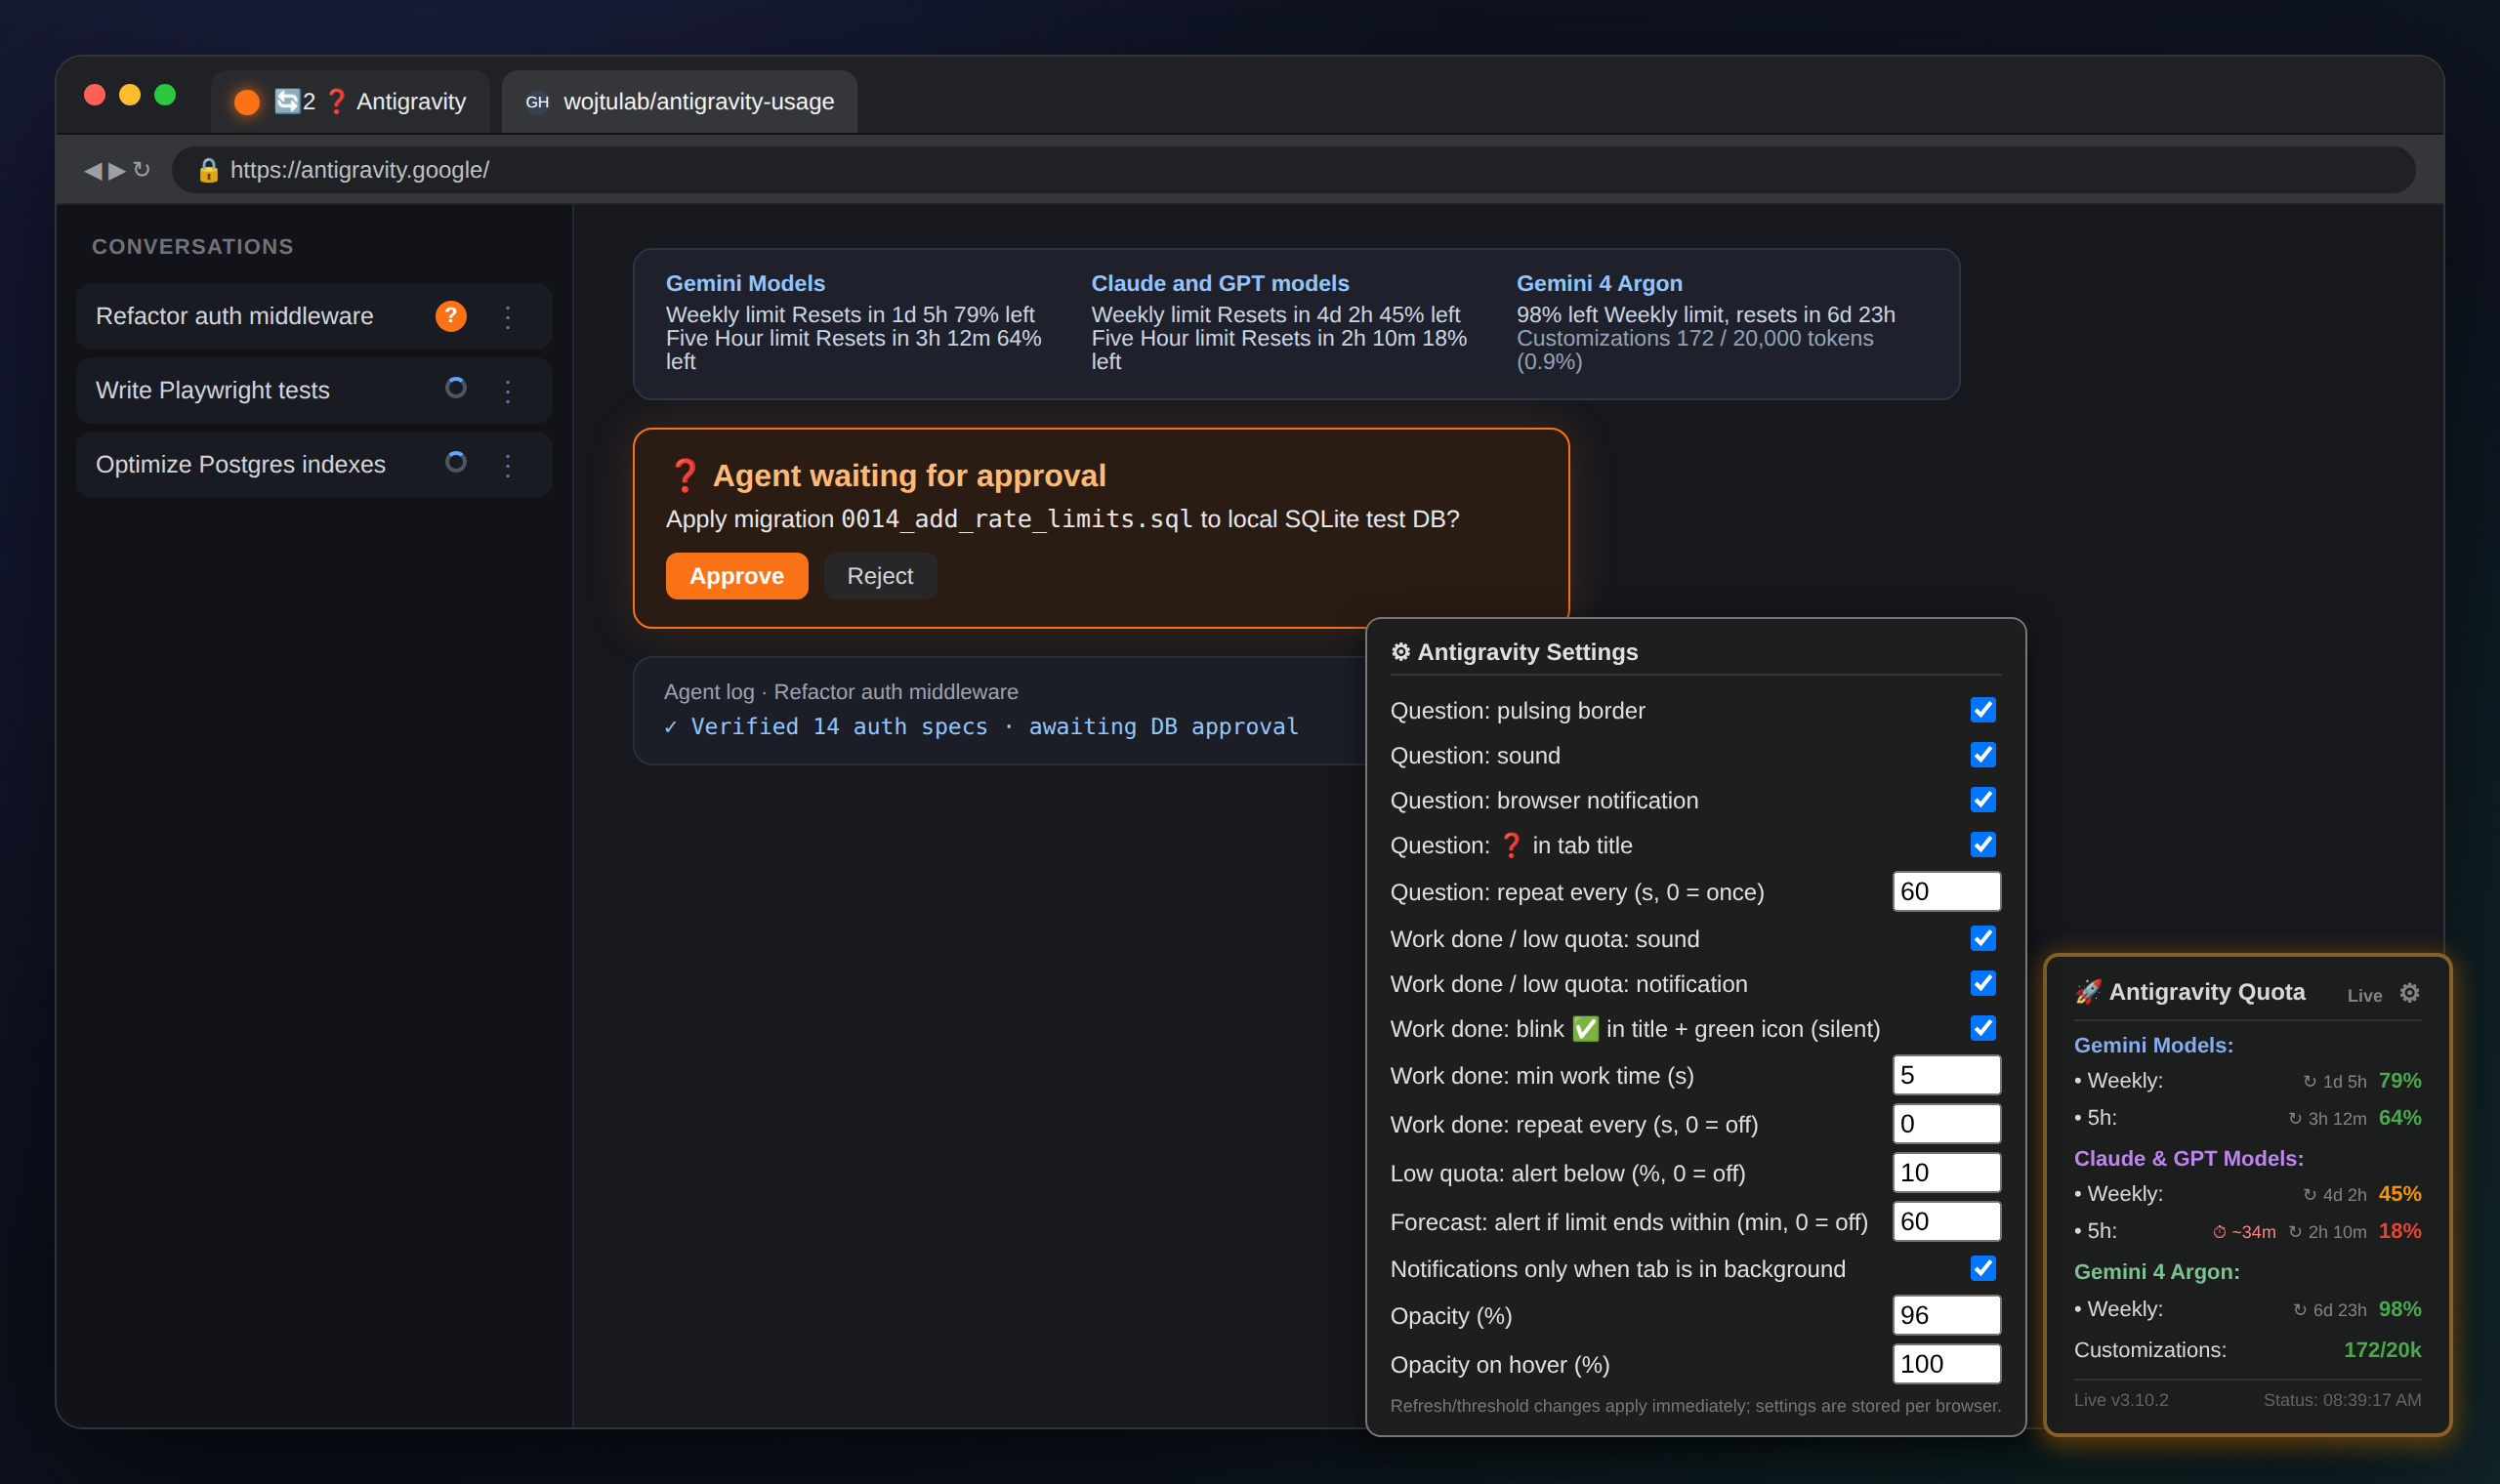 🔄2 ❓ Antigravity
GH wojtulab/antigravity-usage
◀ ▶ ↻ 🔒 https://antigravity.google/
CONVERSATIONS
Refactor auth middleware ? ⋮
Write Playwright tests ⋮
Optimize Postgres indexes ⋮
Gemini Models
Weekly limit Resets in 1d 5h 79% left
Five Hour limit Resets in 3h 12m 64%
left
Claude and GPT models
Weekly limit Resets in 4d 2h 45% left
Five Hour limit Resets in 2h 10m 18%
left
Gemini 4 Argon
98% left Weekly limit, resets in 6d 23h
Customizations 172 / 20,000 tokens
(0.9%)
❓ Agent waiting for approval
Apply migration 0014_add_rate_limits.sql to local SQLite test DB?
Approve Reject
Agent log · Refactor auth middleware
✓ Verified 14 auth specs · awaiting DB approval
⚙ Antigravity Settings
Question: pulsing border
Question: sound
Question: browser notification
Question: ❓ in tab title
Question: repeat every (s, 0 = once) 60
Work done / low quota: sound
Work done / low quota: notification
Work done: blink ✅ in title + green icon (silent)
Work done: min work time (s) 5
Work done: repeat every (s, 0 = off) 0
Low quota: alert below (%, 0 = off) 10
Forecast: alert if limit ends within (min, 0 = off) 60
Notifications only when tab is in background
Opacity (%) 96
Opacity on hover (%) 100
Refresh/threshold changes apply immediately; settings are stored per browser.
🚀 Antigravity Quota Live ⚙
Gemini Models:
• Weekly: ↻ 1d 5h 79%
• 5h: ↻ 3h 12m 64%
Claude & GPT Models:
• Weekly: ↻ 4d 2h 45%
• 5h: ⏱ ~34m ↻ 2h 10m 18%
Gemini 4 Argon:
• Weekly: ↻ 6d 23h 98%
Customizations: 172/20k
Live v3.10.2 Status: 08:39:17 AM